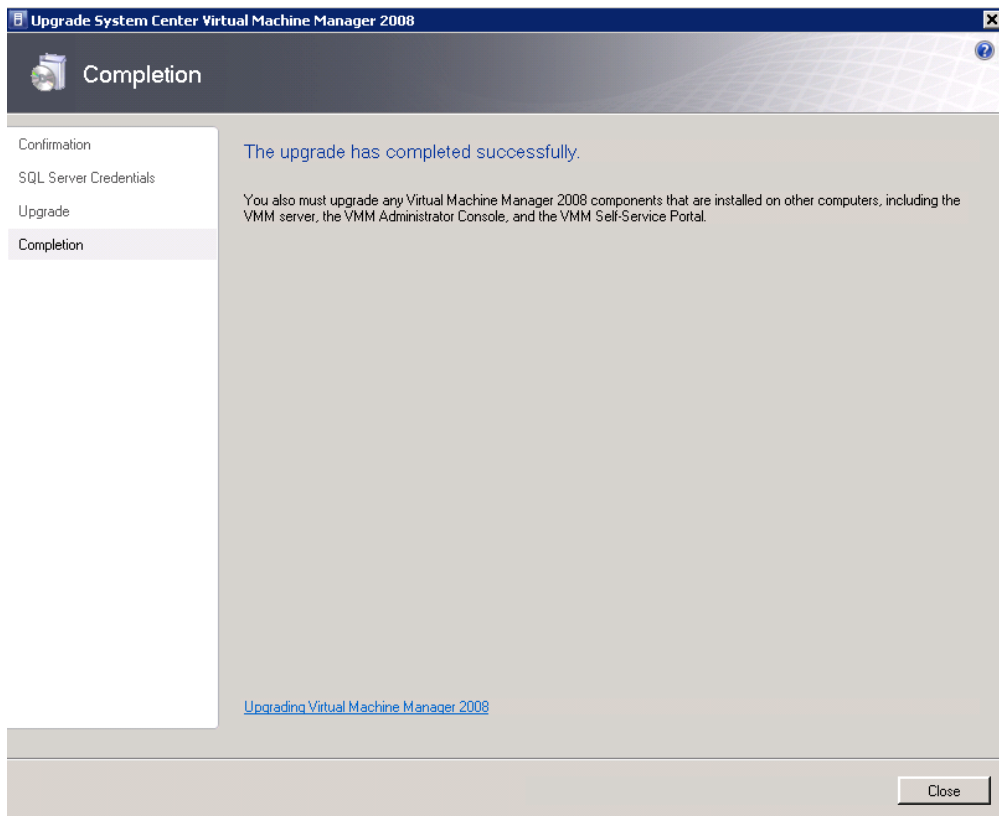 Upgrade System Center Virtual Machine Manager 2008
Completion
Confirmation
SQL Server Credentials
Upgrade
Completion
The upgrade has completed successfully.
You also must upgrade any Virtual Machine Manager 2008 components that are installed on other computers, including the
VMM server, the VMM Administrator Console, and the VMM Self-Service Portal.
Upgrading Virtual Machine Manager 2008
Close